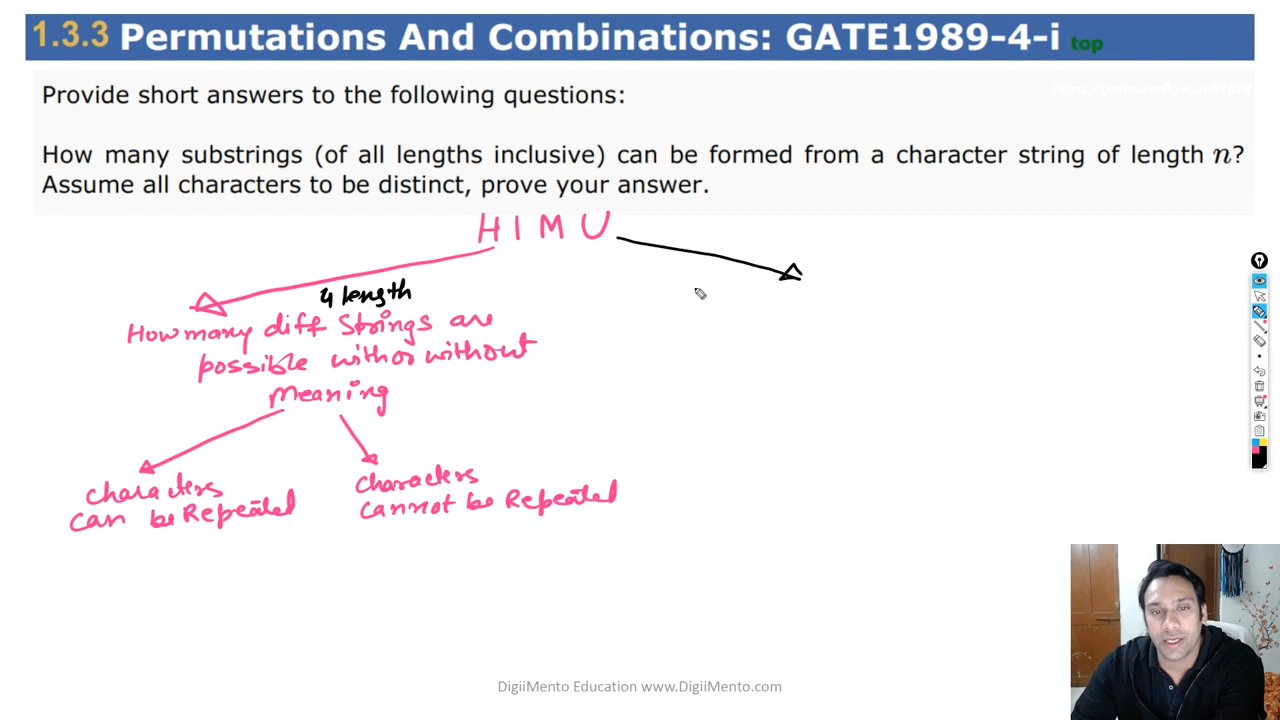 1.3.3 Permutations And Combinations: GATE1989-4-i top
Provide short answers to the following questions:
How many substrings (of all lengths inclusive) can be formed from a character string of length n?
Assume all characters to be distinct, prove your answer.
HIMU
4 length
How many diff strings are
possible with or without
Meaning
characters
can be Repeated
characters
cannot be Repeated
DigiiMento Education www.DigiiMento.com